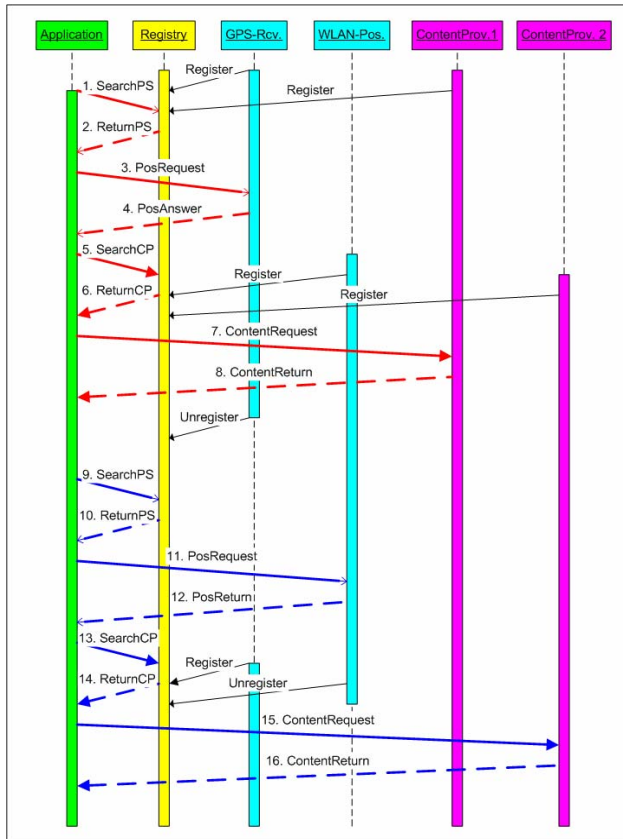 Application
Registry
GPS-Rcv.
WLAN-Pos.
ContentProv.1
ContentProv. 2
Register
1. SearchPS
Register
2. ReturnPS
3. PosRequest
4. PosAnswer
5. SearchCP
Register
6. ReturnCP
Register
7. ContentRequest
8. ContentReturn
Unregister
9. SearchPS
10. ReturnPS
11. PosRequest
12. PosReturn
13. SearchCP
Register
14. ReturnCP
Unregister
15. ContentRequest
16. ContentReturn